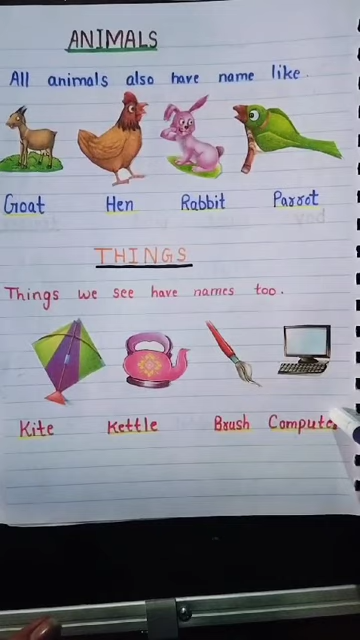 ANIMALS
All animals also have name like.
Goat Hen Rabbit Parrot
THINGS
Things we see have names too.
Kite Kettle Brush Compute